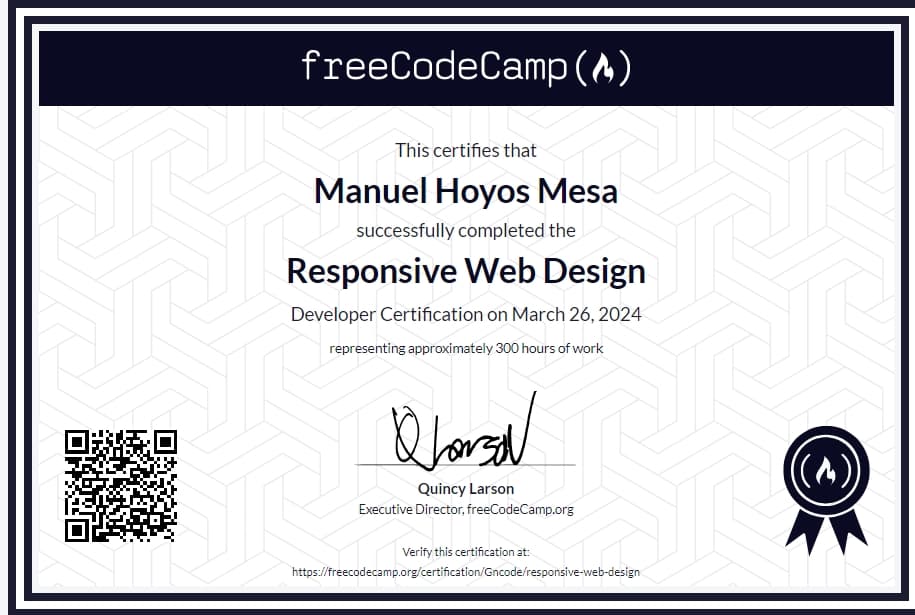 freeCodeCamp
This certifies that
Manuel Hoyos Mesa
successfully completed the
Responsive Web Design
Developer Certification on March 26, 2024
representing approximately 300 hours of work
Quincy Larson
Executive Director, freeCodeCamp.org
Verify this certification at:
https://freecodecamp.org/certification/Gncode/responsive-web-design